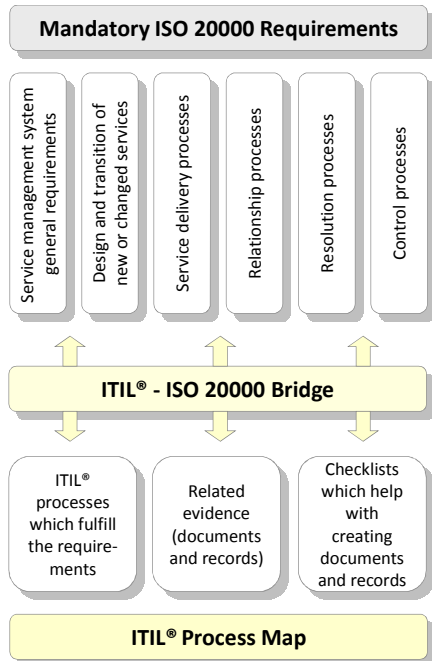 Mandatory ISO 20000 Requirements
Service management system
general requirements
Design and transition of
new or changed services
Service delivery processes
Relationship processes
Resolution processes
Control processes
ITIL® - ISO 20000 Bridge
ITIL®
processes
which fulfill
the require-
ments
Related
evidence
(documents
and records)
Checklists
which help
with
creating
documents
and records
ITIL® Process Map